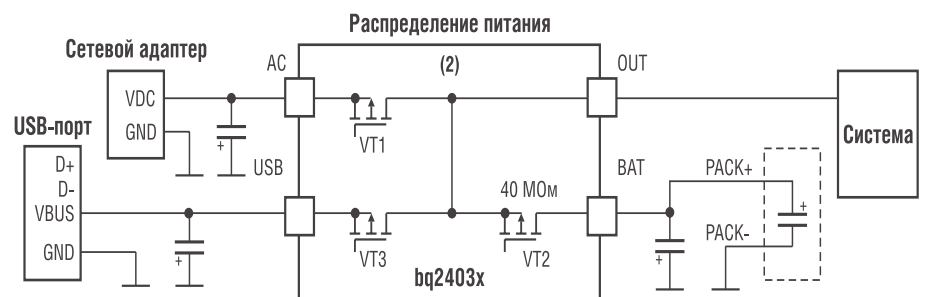 Распределение питания
Сетевой адаптер
AC
(2)
OUT
VDC
GND
+
VT1
Система
USB-порт
D+
D-
VBUS
GND
+
USB
VT3
40 МОм
VT2
BAT
PACK+
+
PACK-
+
bq2403x